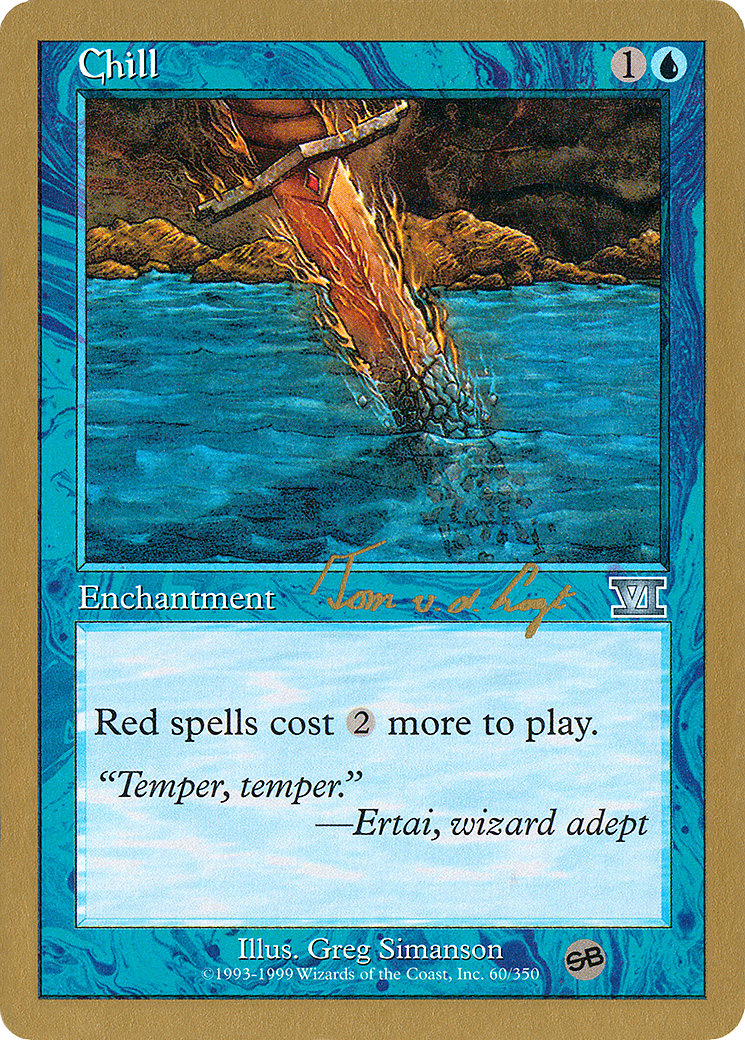 Chill 1
Tom v. d. Logt
Enchantment VI
Red spells cost 2 more to play.
“Temper, temper.”
—Ertai, wizard adept
Illus. Greg Simanson
©1993-1999 Wizards of the Coast, Inc. 60/350
SB